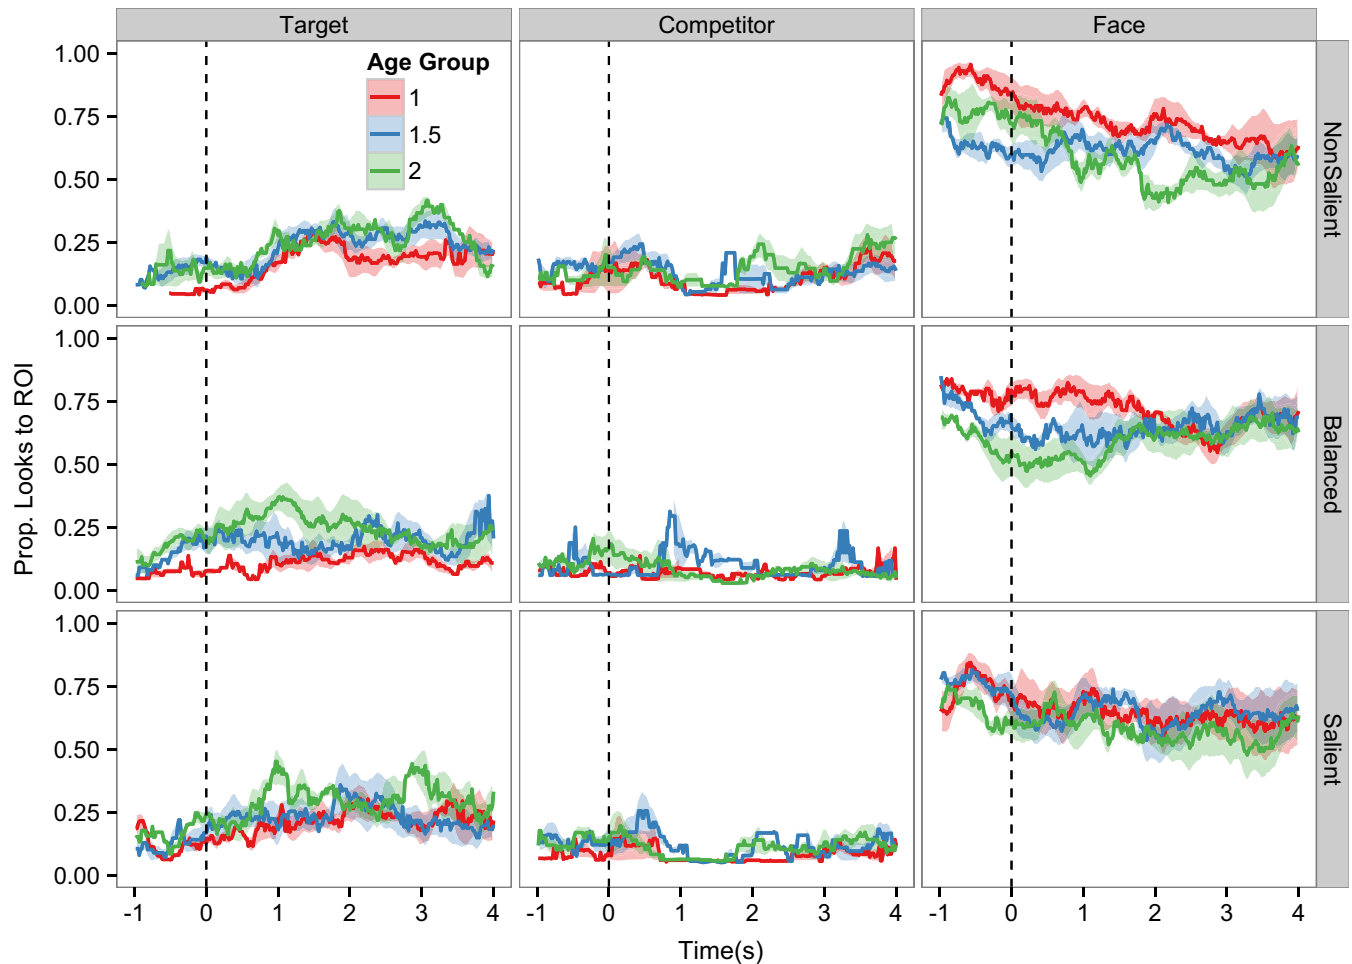 Target Competitor Face
Age Group
1
1.5
2
Prop. Looks to ROI
1.00
0.75
0.50
0.25
0.00
NonSalient
1.00
0.75
0.50
0.25
0.00
Balanced
1.00
0.75
0.50
0.25
0.00
Salient
-1 0 1 2 3 4 -1 0 1 2 3 4 -1 0 1 2 3 4
Time(s)